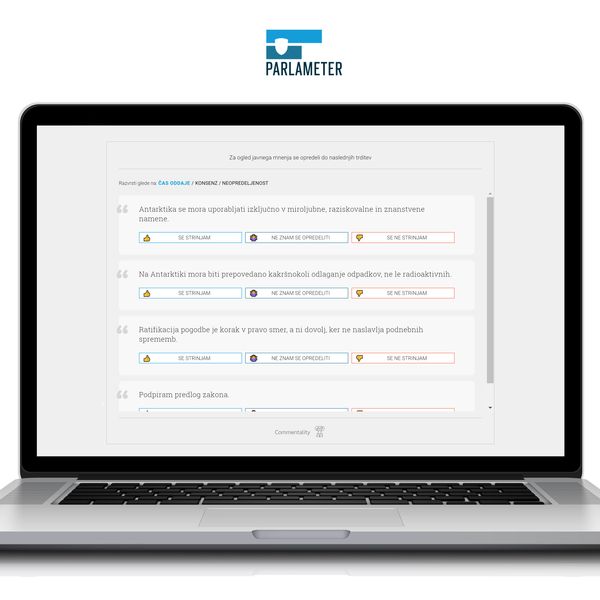 PARLAMETER
Za ogled javnega mnenja se opredeli do naslednjih trditev
Razvrsti glede na: ČAS ODDAJE / KONSENZ / NEOPREDELJENOST
Antarktika se mora uporabljati izključno v miroljubne, raziskovalne in znanstvene
namene.
SE STRINJAM NE ZNAM SE OPREDELITI SE NE STRINJAM
Na Antarktiki mora biti prepovedano kakršnokoli odlaganje odpadkov, ne le radioaktivnih.
SE STRINJAM NE ZNAM SE OPREDELITI SE NE STRINJAM
Ratifikacija pogodbe je korak v pravo smer, a ni dovolj, ker ne naslavlja podnebnih
sprememb.
SE STRINJAM NE ZNAM SE OPREDELITI SE NE STRINJAM
Podpiram predlog zakona.
Commentality